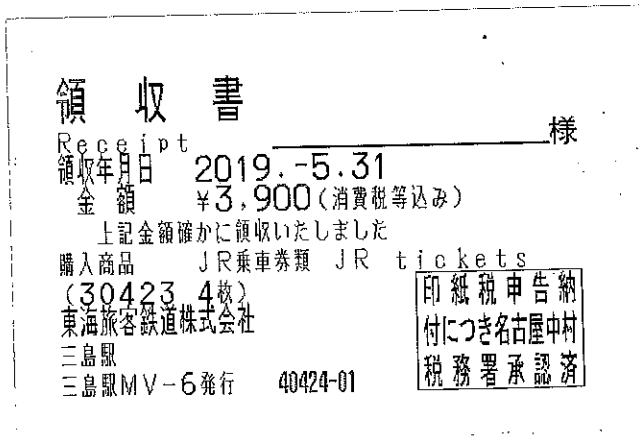 領収書
Receipt 様
領収年月日 2019.-5.31
金額 ¥3,900(消費税等込み)
上記金額確かに領収いたしました
購入商品 JR乗車券類 JR tickets
(30423 4枚)
東海旅客鉄道株式会社
三島駅
三島駅MV-6発行 40424-01
印紙税申告納
付につき名古屋中村
税務署承認済